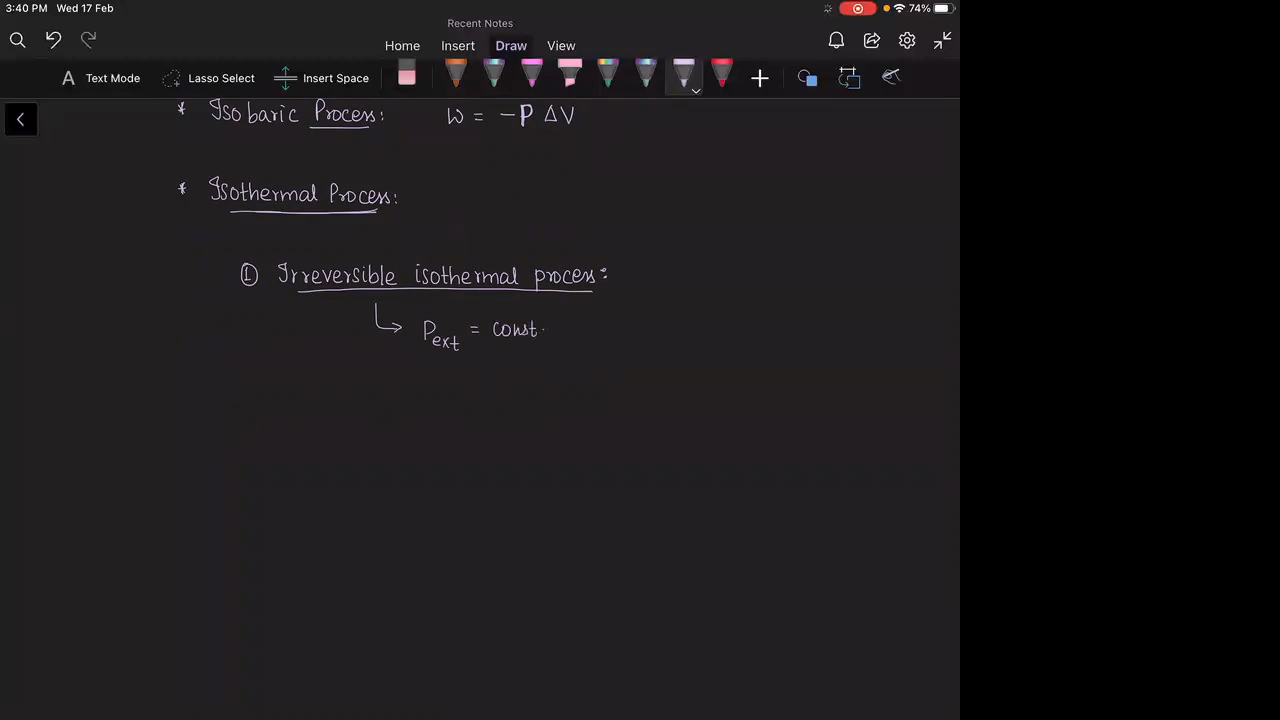 3:40 PM Wed 17 Feb 74%
Recent Notes
Home Insert Draw View
A Text Mode Lasso Select Insert Space
* Isobaric Process: W = -P ΔV
* Isothermal Process:
① Irreversible isothermal process:
↳ Pext = const.